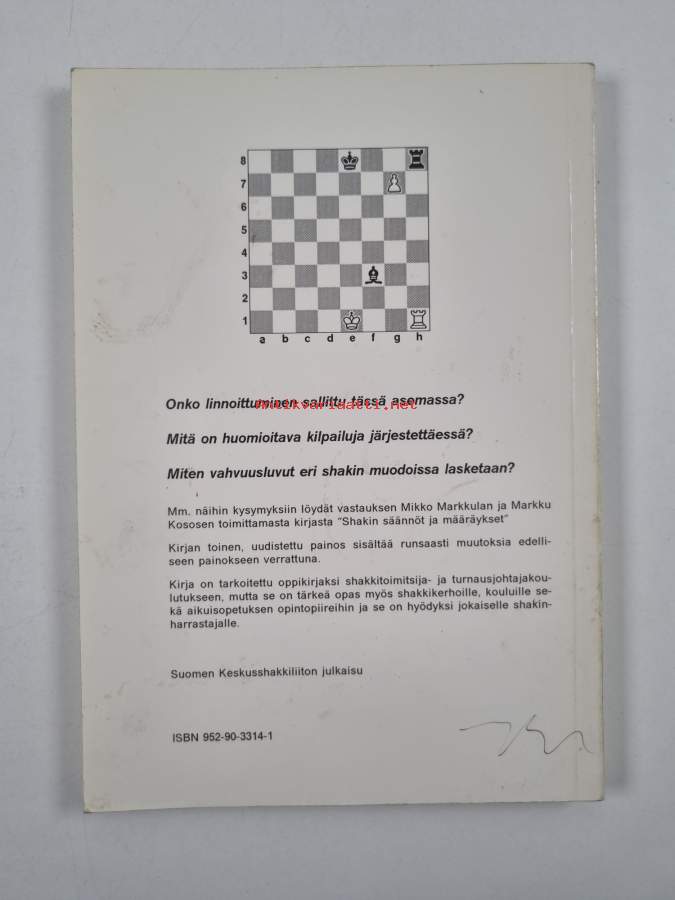 8
7
6
5
4
3
2
1
a b c d e f g h
Onko linnoittuminen sallittu tässä asemassa?
Antikvariaatti.net
Mitä on huomioitava kilpailuja järjestettäessä?
Miten vahvuusluvut eri shakin muodoissa lasketaan?
Mm. näihin kysymyksiin löydät vastauksen Mikko Markkulan ja Markku
Kososen toimittamasta kirjasta "Shakin säännöt ja määräykset"
Kirjan toinen, uudistettu painos sisältää runsaasti muutoksia edelli-
seen painokseen verrattuna.
Kirja on tarkoitettu oppikirjaksi shakkitoimitsija- ja turnausjohtajakou-
lutukseen, mutta se on tärkeä opas myös shakkikerhoille, kouluille se-
kä aikuisopetuksen opintopiireihin ja se on hyödyksi jokaiselle shakin-
harrastajalle.
Suomen Keskusshakkiliiton julkaisu
ISBN 952-90-3314-1